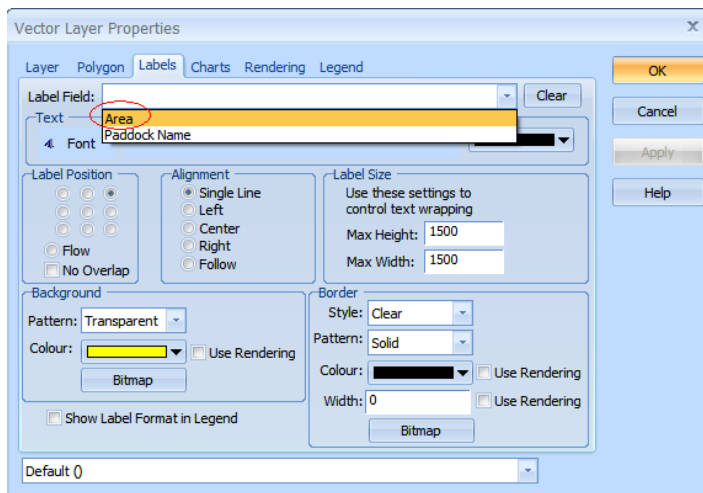 Vector Layer Properties
x
Layer Polygon Labels Charts Rendering Legend
OK
Label Field: Clear
Cancel
Area
Text
Paddock Name
Font
Apply
Help
Label Position
Flow
No Overlap
Alignment
Single Line
Left
Center
Right
Follow
Label Size
Use these settings to
control text wrapping
Max Height: 1500
Max Width: 1500
Background
Pattern: Transparent
Colour: Use Rendering
Bitmap
Show Label Format in Legend
Border
Style: Clear
Pattern: Solid
Colour: Use Rendering
Width: 0 Use Rendering
Bitmap
Default ()